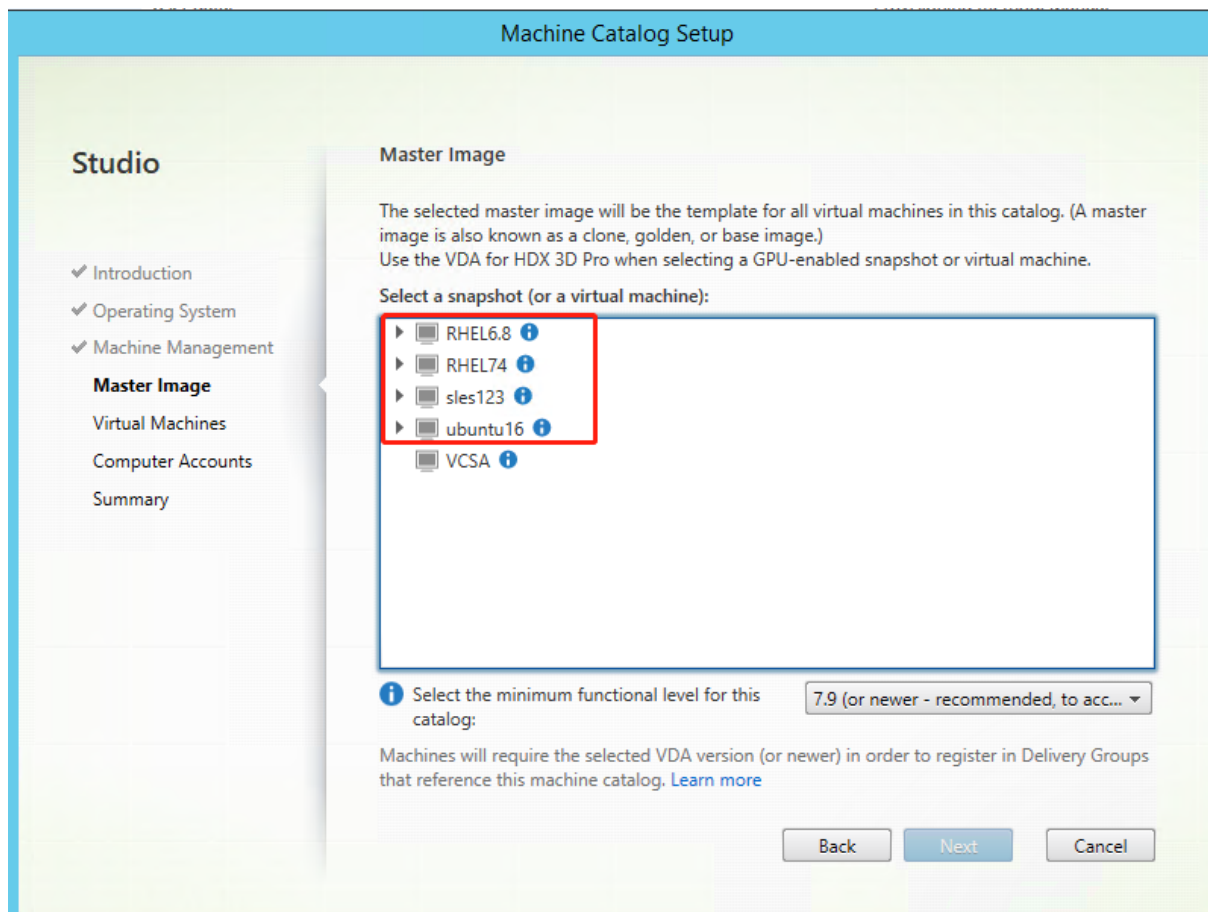 Machine Catalog Setup
Studio
Introduction
Operating System
Machine Management
Master Image
Virtual Machines
Computer Accounts
Summary
Master Image
The selected master image will be the template for all virtual machines in this catalog. (A master
image is also known as a clone, golden, or base image.)
Use the VDA for HDX 3D Pro when selecting a GPU-enabled snapshot or virtual machine.
Select a snapshot (or a virtual machine):
RHEL6.8
RHEL74
sles123
ubuntu16
VCSA
Select the minimum functional level for this
catalog:
7.9 (or newer - recommended, to acc...
Machines will require the selected VDA version (or newer) in order to register in Delivery Groups
that reference this machine catalog. Learn more
Back
Next
Cancel